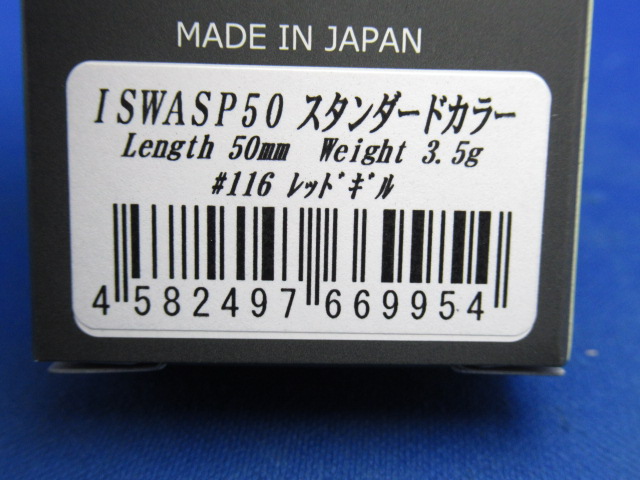 MADE IN JAPAN
ISWASP50 スタンダードカラー
Length 50mm Weight 3.5g
#116 ﾚｯﾄﾞｷﾞﾙ
4 582497 669954